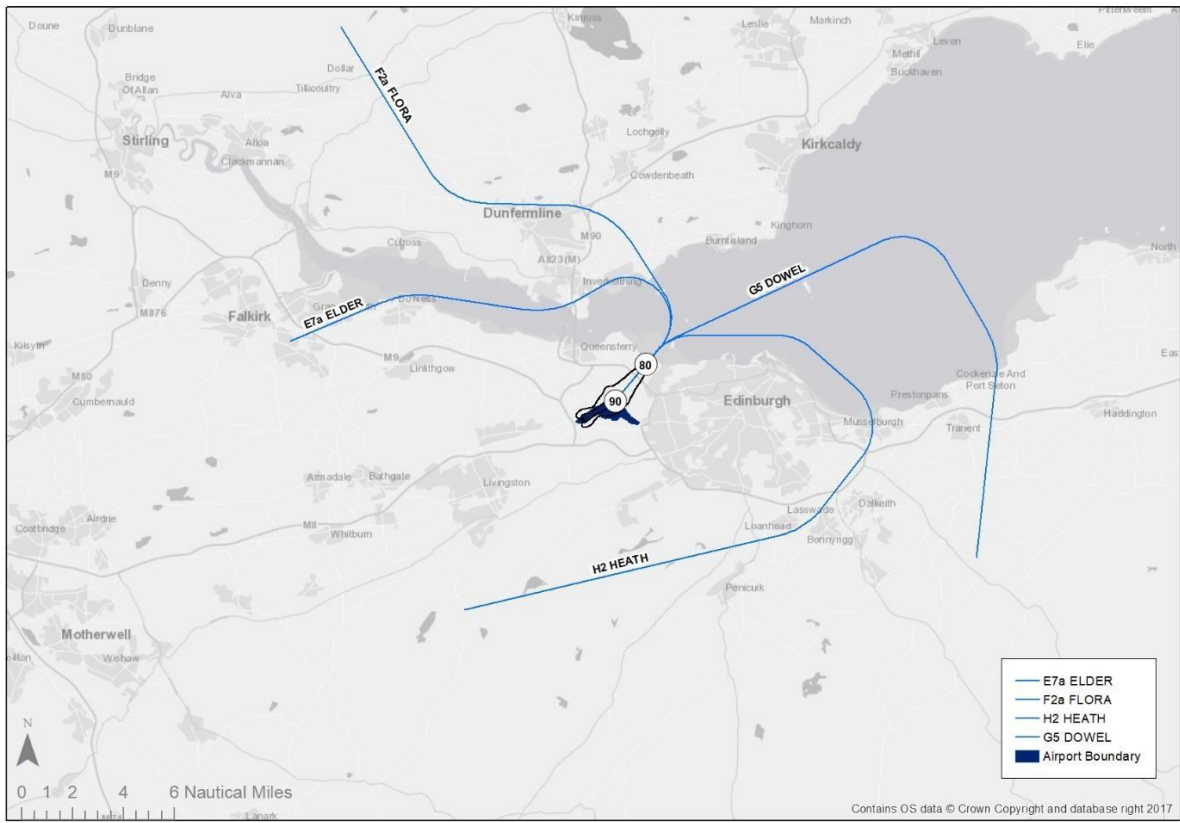 Doune
Dunblane
Kinross
Leslie
Markinch
Pittenweem
Leven
Elie
Methil
Buckhaven
Bridge
Of Allan
Dollar
Tillicoultry
Alva
F2a FLORA
Stirling
Alloa
Clackmannan
M9
Lochgelly
Cowdenbeath
Kirkcaldy
Dunfermline
M90
Kinghorn
Burntisland
North
Culross
A823(M)
Inverkeithing
G5 DOWEL
Denny
M876
Falkirk
E7a ELDER
Bo'Ness
Queensferry
Kilsyth
M9
Linlithgow
80
M80
Cumbernauld
90
Edinburgh
Cockenzie And
Port Seton
East
Prestonpans
Musselburgh
Tranent
Haddington
Armadale
Bathgate
Livingston
Airdrie
Coatbridge
M8
Whitburn
Lasswade
Dalkeith
Loanhead
Bonnyrigg
H2 HEATH
Penicuik
Motherwell
Wishaw
E7a ELDER
F2a FLORA
H2 HEATH
G5 DOWEL
Airport Boundary
N
0 1 2 4 6 Nautical Miles
Lanark
Contains OS data © Crown Copyright and database right 2017